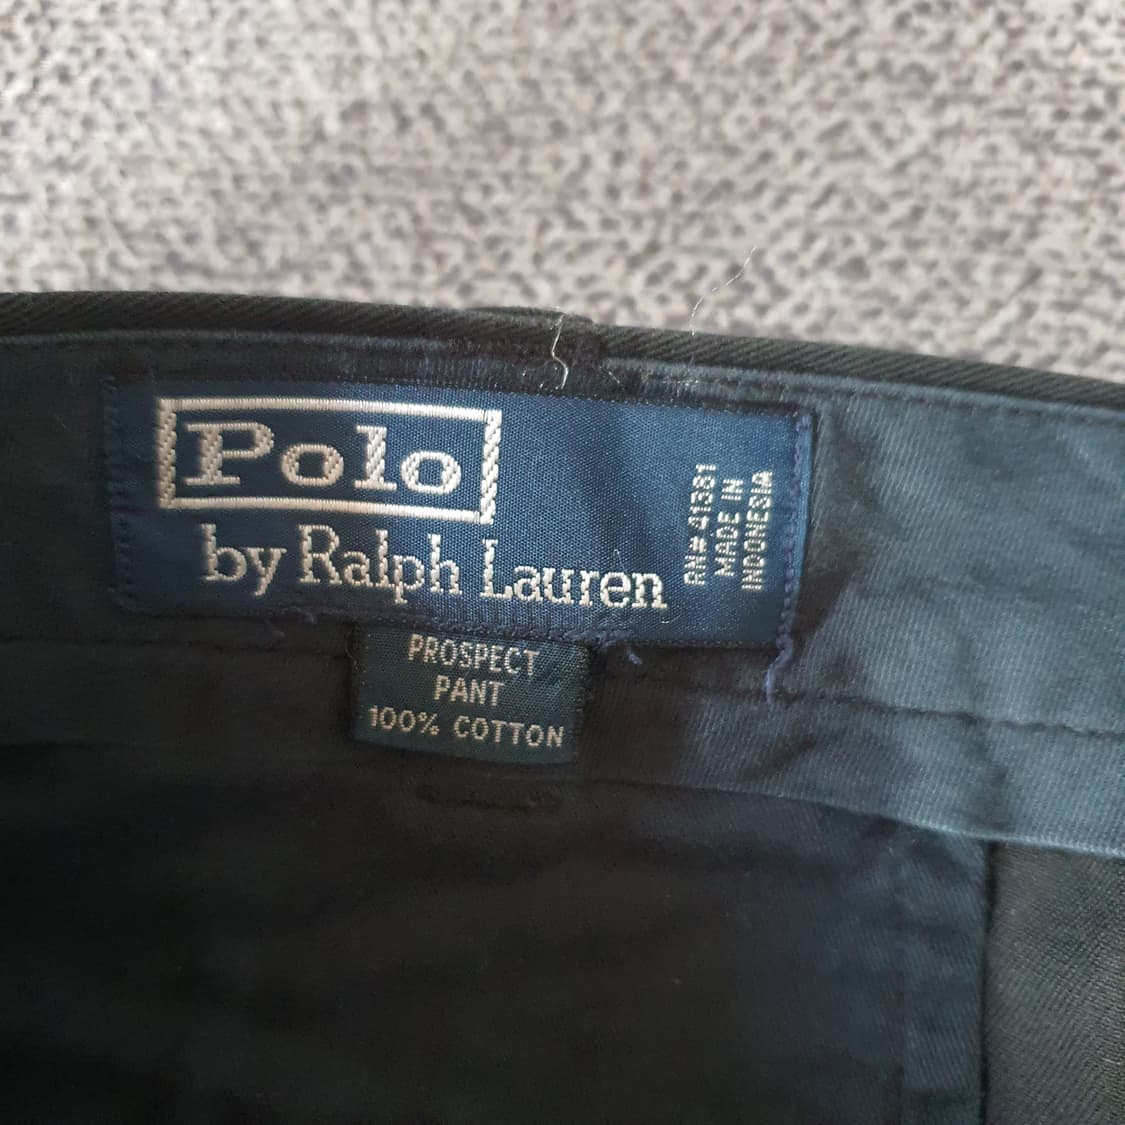 Polo
by Ralph Lauren
RN# 41381
MADE IN
INDONESIA
PROSPECT
PANT
100% COTTON